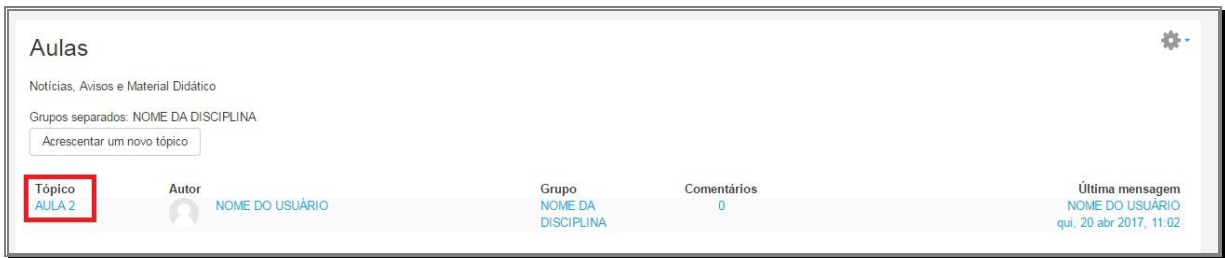 Aulas
Notícias, Avisos e Material Didático
Grupos separados: NOME DA DISCIPLINA
Acrescentar um novo tópico
Tópico Autor Grupo Comentários Última mensagem
AULA 2 NOME DO USUÁRIO NOME DA 0 NOME DO USUÁRIO
DISCIPLINA qui, 20 abr 2017, 11:02